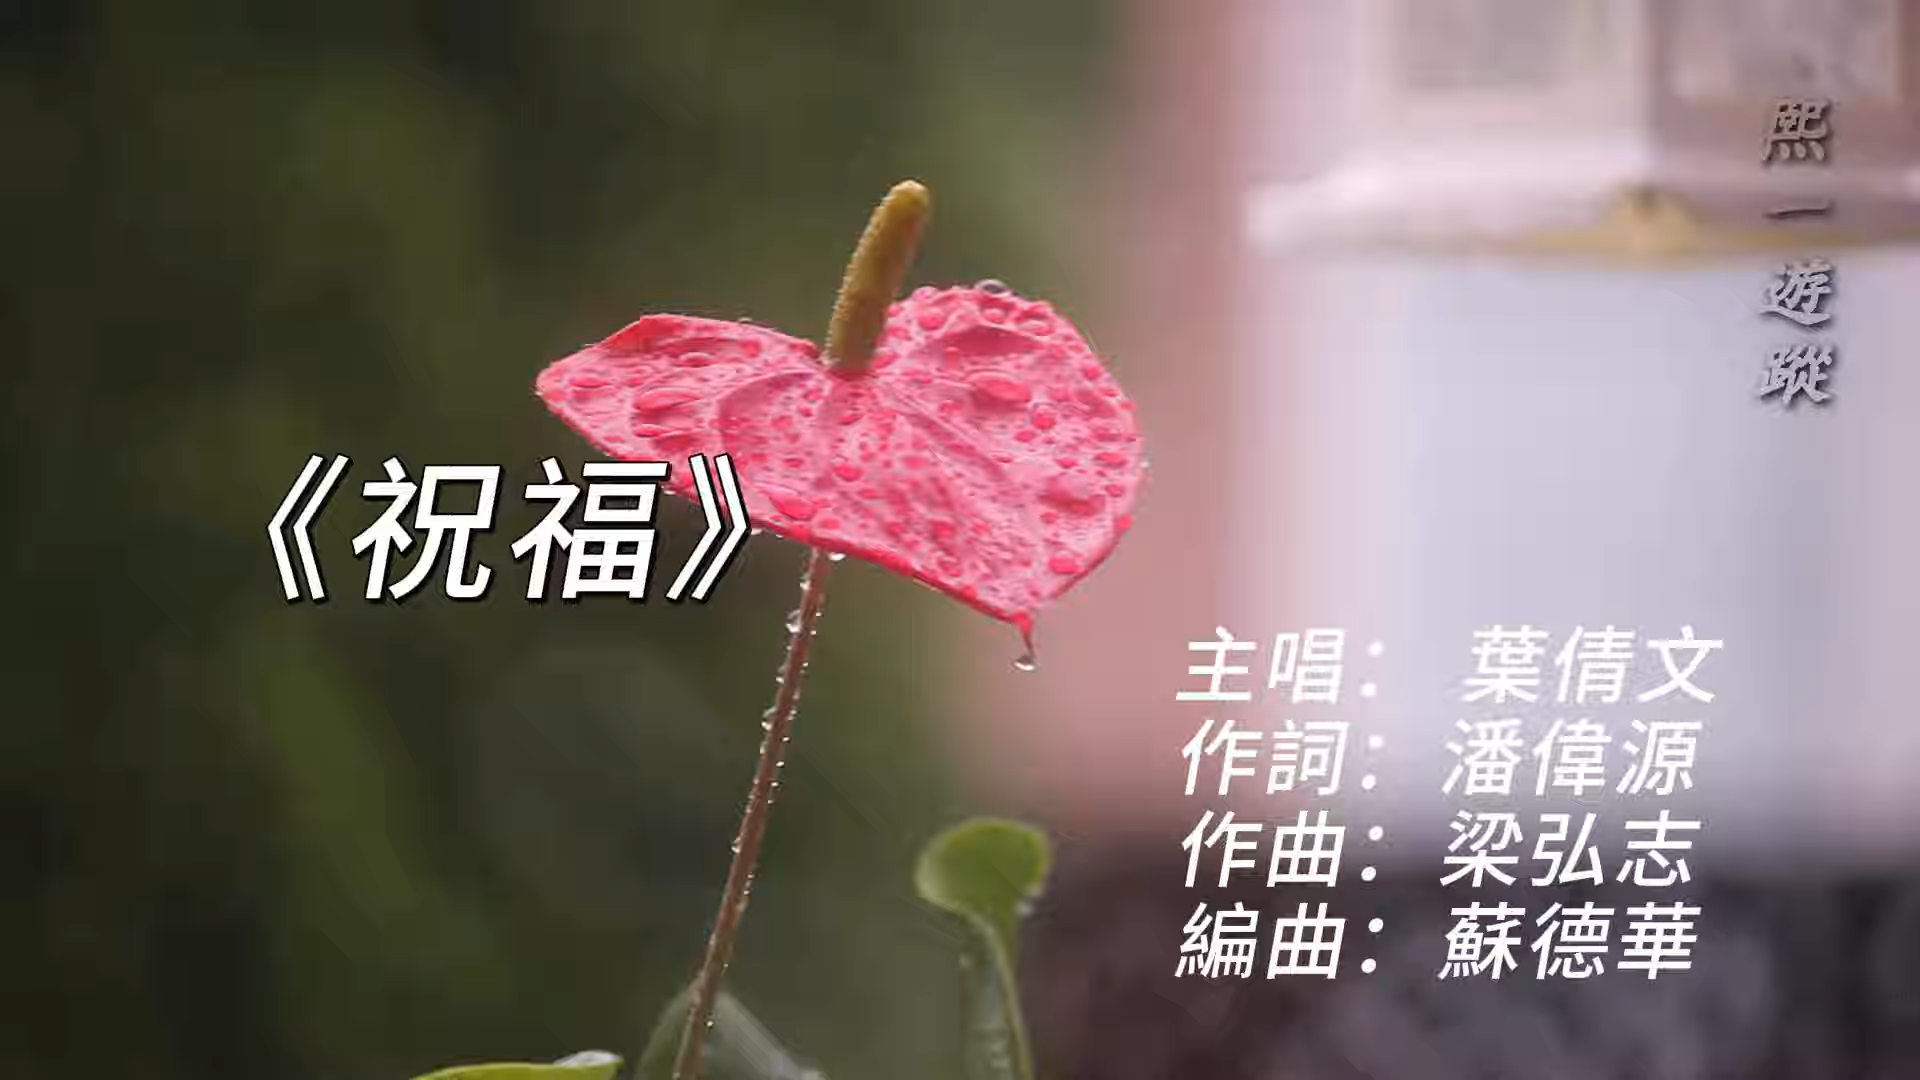 熙一遊蹤
《祝福》
主唱： 葉倩文
作詞：潘偉源
作曲：梁弘志
編曲：蘇德華